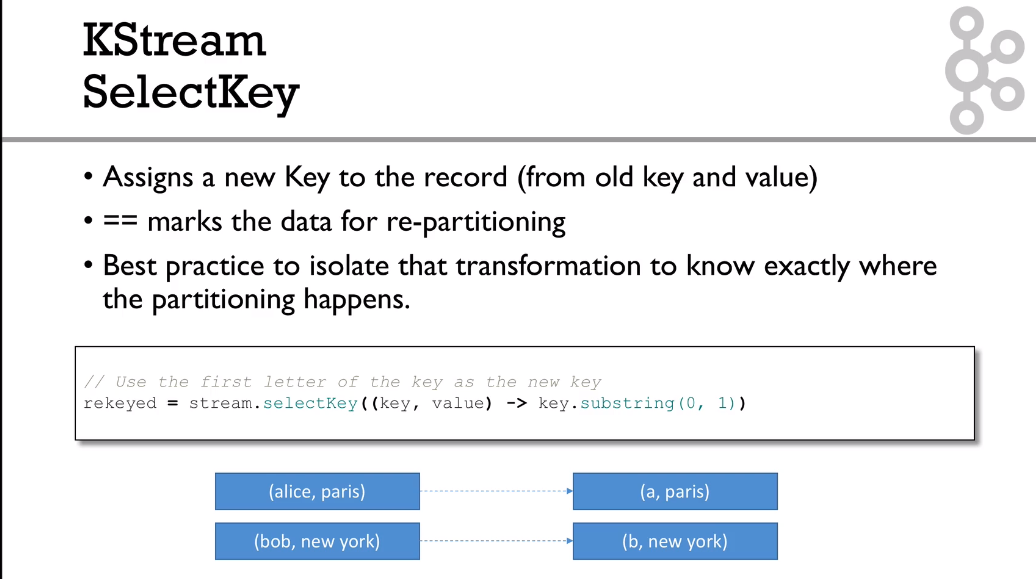 KStream
SelectKey
• Assigns a new Key to the record (from old key and value)
• == marks the data for re-partitioning
• Best practice to isolate that transformation to know exactly where
the partitioning happens.
// Use the first letter of the key as the new key
rekeyed = stream.selectKey((key, value) -> key.substring(0, 1))
(alice, paris)
(a, paris)
(bob, new york)
(b, new york)